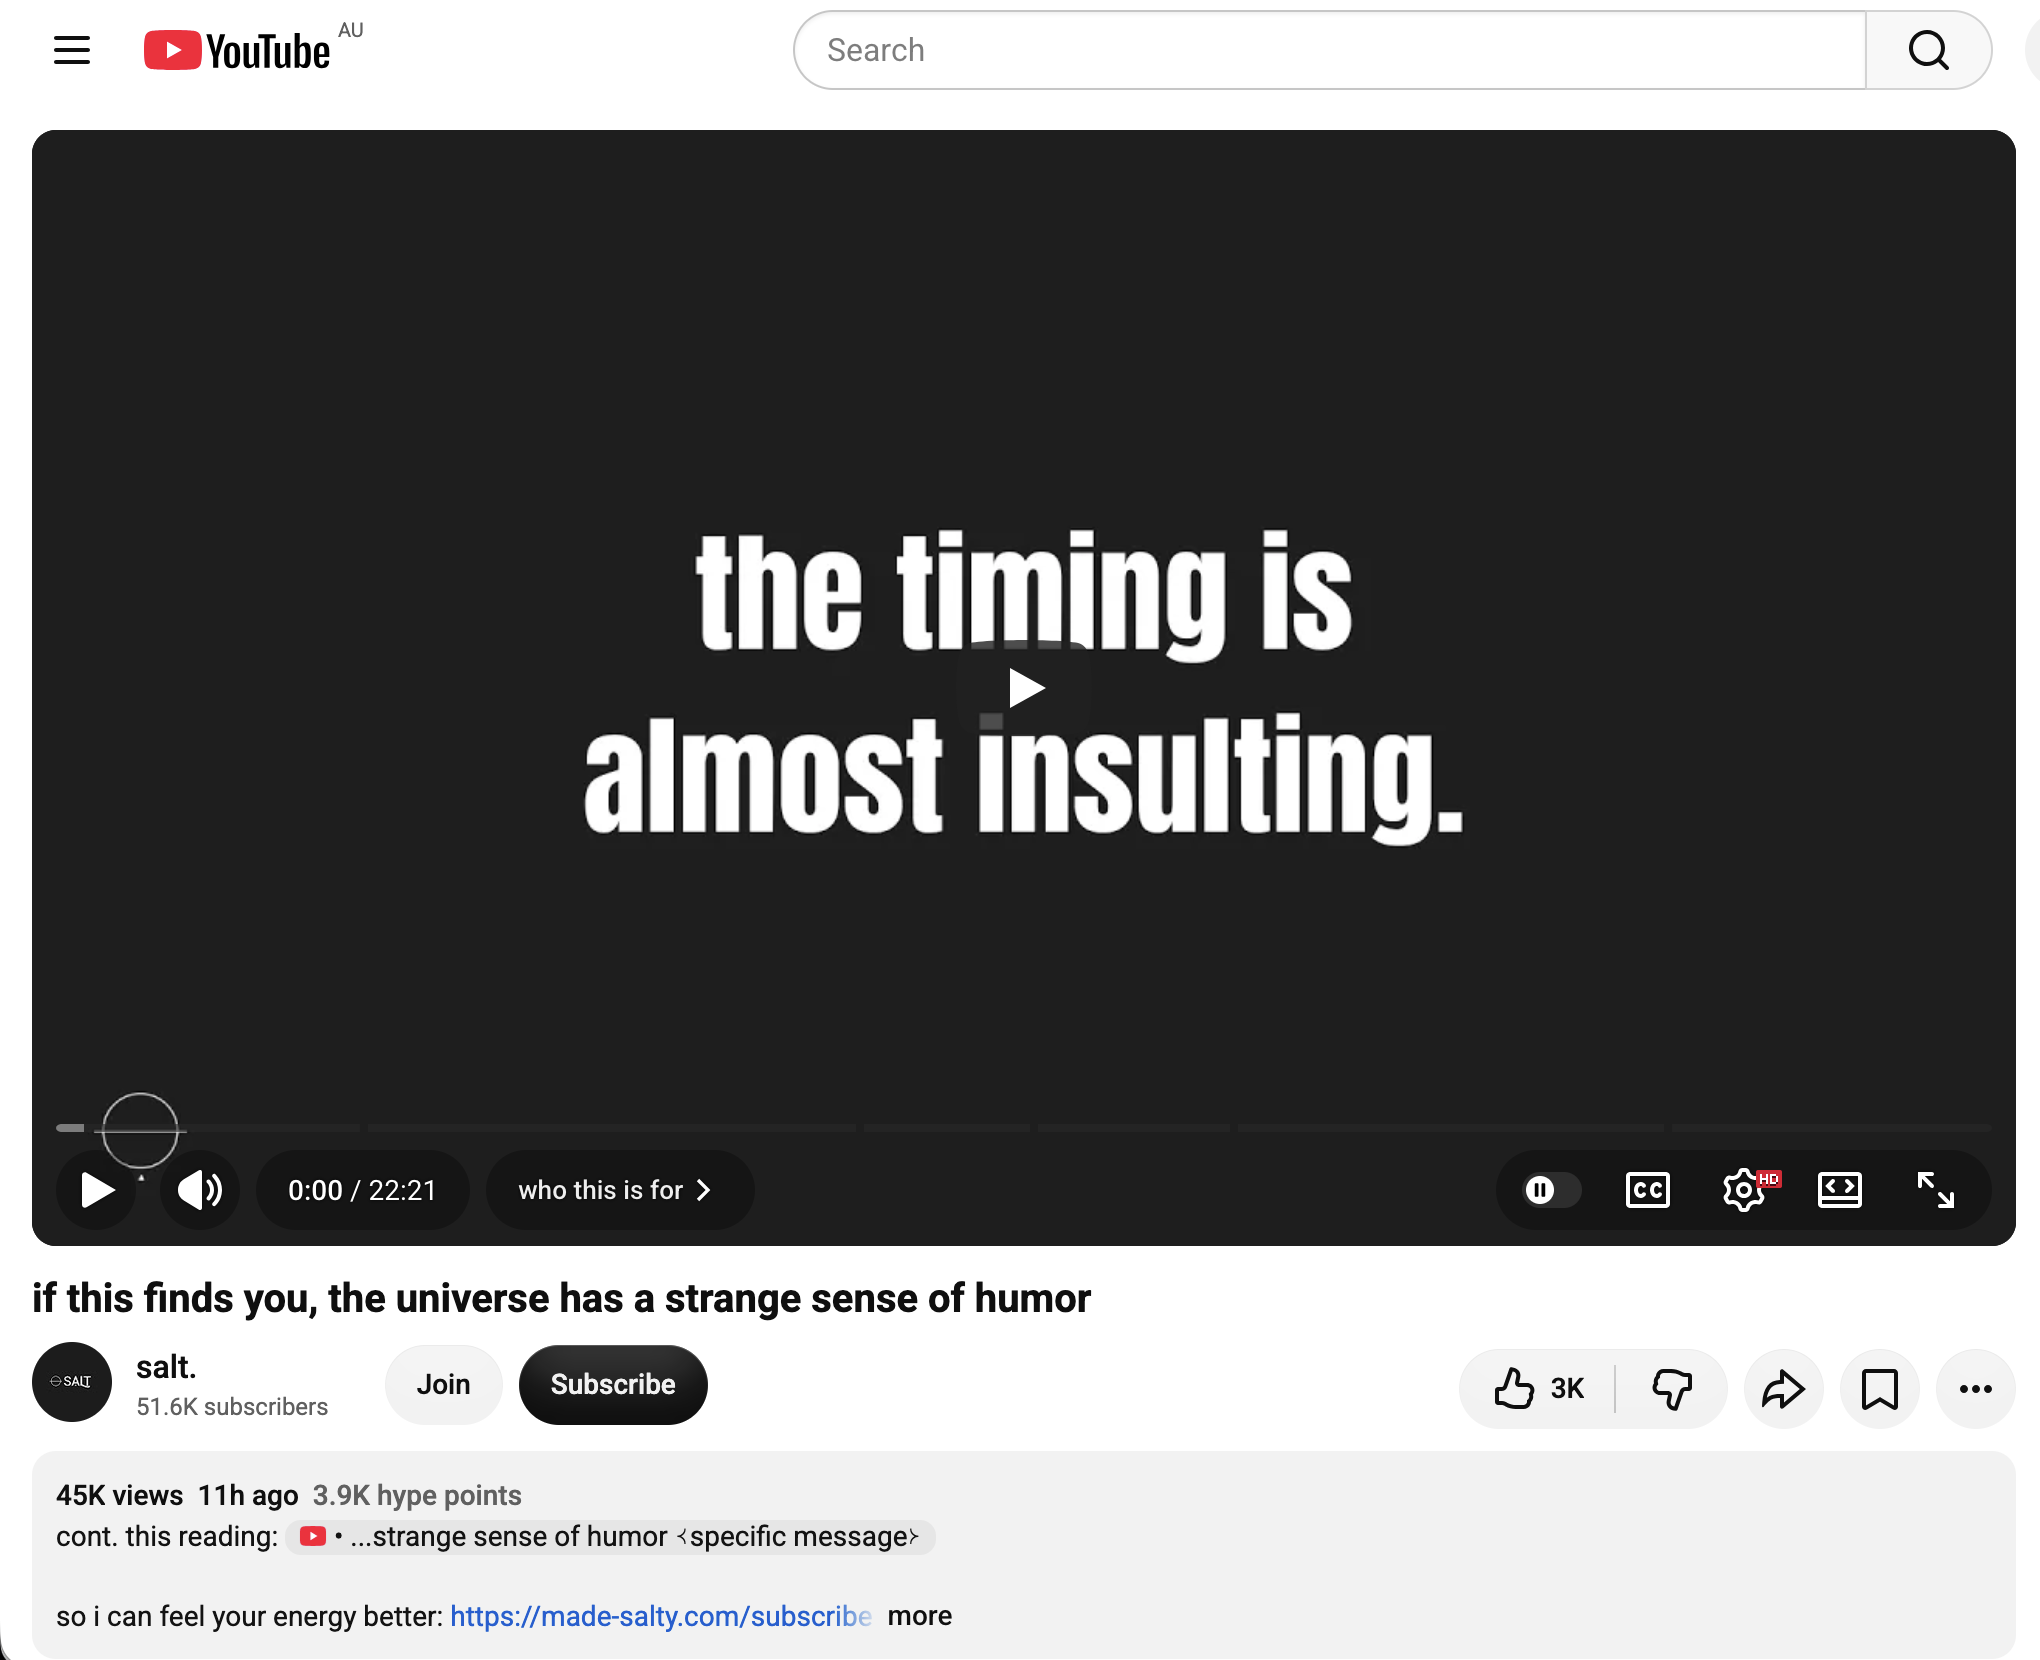 YouTube AU
Search
the timing is
almost insulting.
0:00 / 22:21
who this is for
CC
HD
if this finds you, the universe has a strange sense of humor
SALT
salt.
51.6K subscribers
Join
Subscribe
3K
45K views 11h ago 3.9K hype points
cont. this reading: • ...strange sense of humor ⊰specific message⊱
so i can feel your energy better: https://made-salty.com/subscribe more